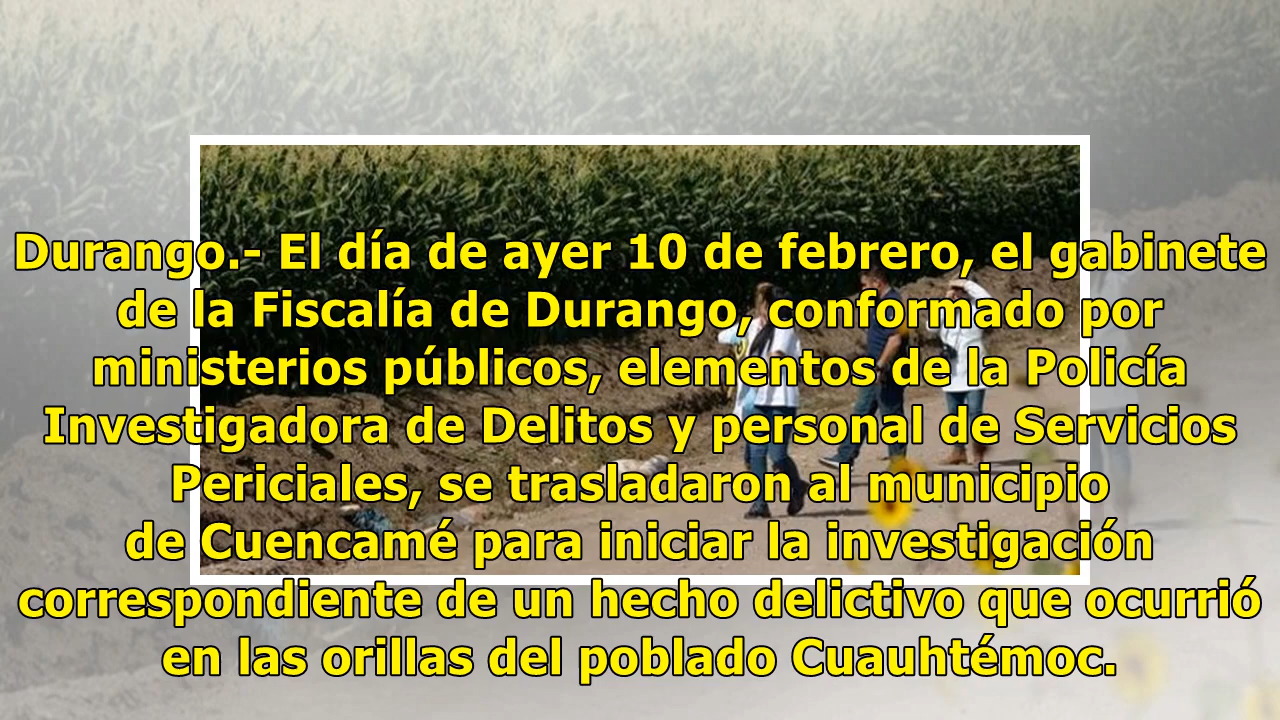 Durango.- El día de ayer 10 de febrero, el gabinete
de la Fiscalía de Durango, conformado por
ministerios públicos, elementos de la Policía
Investigadora de Delitos y personal de Servicios
Periciales, se trasladaron al municipio
de Cuencamé para iniciar la investigación
correspondiente de un hecho delictivo que ocurrió
en las orillas del poblado Cuauhtémoc.